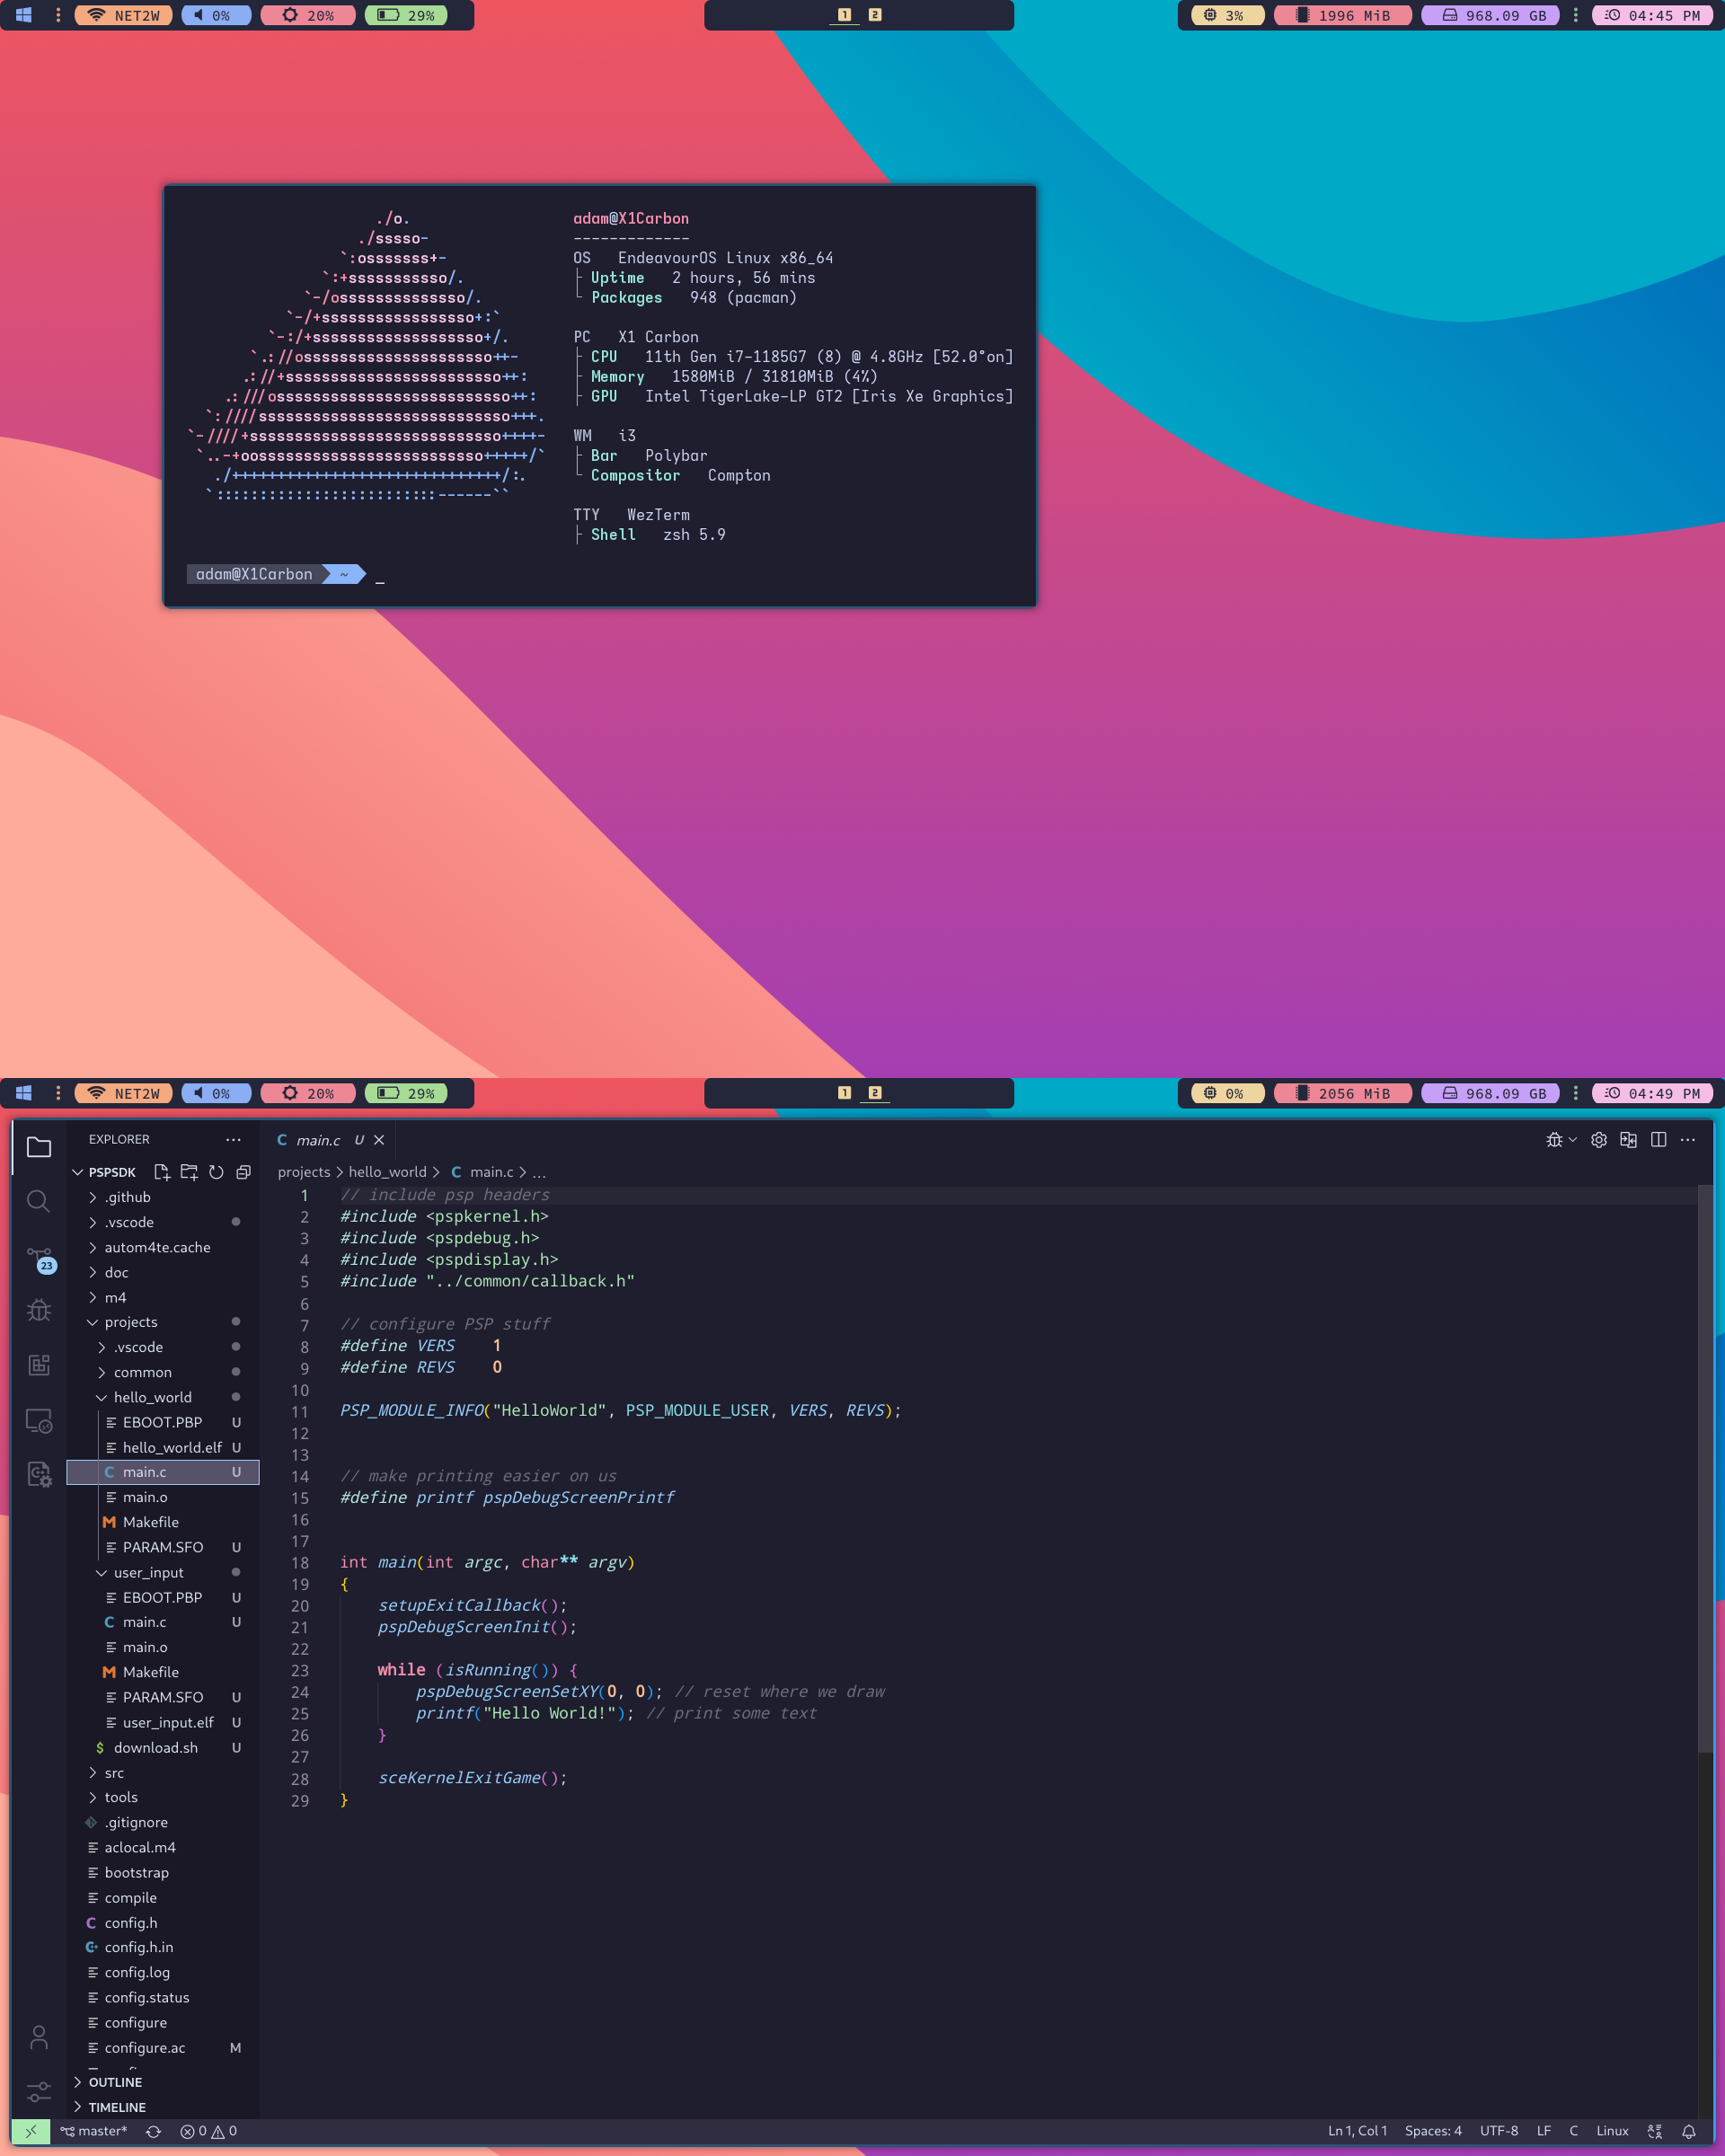 NET2W 0% 20% 29% 1 2 3% 1996 MiB 968.09 GB 04:45 PM
./o.
./sssso-
`:osssssss+-
`:+sssssssssso/.
`-/ossssssssssssso/.
`-/+sssssssssssssssso+:`
`-:/+sssssssssssssssssso+/.
`.://osssssssssssssssssssso++-
.://+ssssssssssssssssssssssso++:
.:///ossssssssssssssssssssssssso++:
`:////ssssssssssssssssssssssssssso+++.
`-////+ssssssssssssssssssssssssssso++++-
`..-+oosssssssssssssssssssssssso+++++/`
./++++++++++++++++++++++++++++++/:.
`:::::::::::::::::::::::::------``
adam@X1Carbon
-------------
OS EndeavourOS Linux x86_64
├ Uptime 2 hours, 56 mins
└ Packages 948 (pacman)
PC X1 Carbon
├ CPU 11th Gen i7-1185G7 (8) @ 4.8GHz [52.0°on]
├ Memory 1580MiB / 31810MiB (4%)
├ GPU Intel TigerLake-LP GT2 [Iris Xe Graphics]
WM i3
├ Bar Polybar
└ Compositor Compton
TTY WezTerm
├ Shell zsh 5.9
adam@X1Carbon ~ _
NET2W 0% 20% 29% 1 2 0% 2056 MiB 968.09 GB 04:49 PM
EXPLORER
PSPSDK
.github
.vscode
autom4te.cache
doc
m4
projects
.vscode
common
hello_world
EBOOT.PBP U
hello_world.elf U
main.c U
main.o
Makefile
PARAM.SFO U
user_input
EBOOT.PBP U
main.c U
main.o
Makefile
PARAM.SFO U
user_input.elf U
download.sh U
src
tools
.gitignore
aclocal.m4
bootstrap
compile
config.h
config.h.in
config.log
config.status
configure
configure.ac M
OUTLINE
TIMELINE
23
C main.c U
projects > hello_world > C main.c > ...
1 // include psp headers
2 #include <pspkernel.h>
3 #include <pspdebug.h>
4 #include <pspdisplay.h>
5 #include "../common/callback.h"
6
7 // configure PSP stuff
8 #define VERS 1
9 #define REVS 0
10
11 PSP_MODULE_INFO("HelloWorld", PSP_MODULE_USER, VERS, REVS);
12
13
14 // make printing easier on us
15 #define printf pspDebugScreenPrintf
16
17
18 int main(int argc, char** argv)
19 {
20 setupExitCallback();
21 pspDebugScreenInit();
22
23 while (isRunning()) {
24 pspDebugScreenSetXY(0, 0); // reset where we draw
25 printf("Hello World!"); // print some text
26 }
27
28 sceKernelExitGame();
29 }
master* 0 0 Ln 1, Col 1 Spaces: 4 UTF-8 LF C Linux